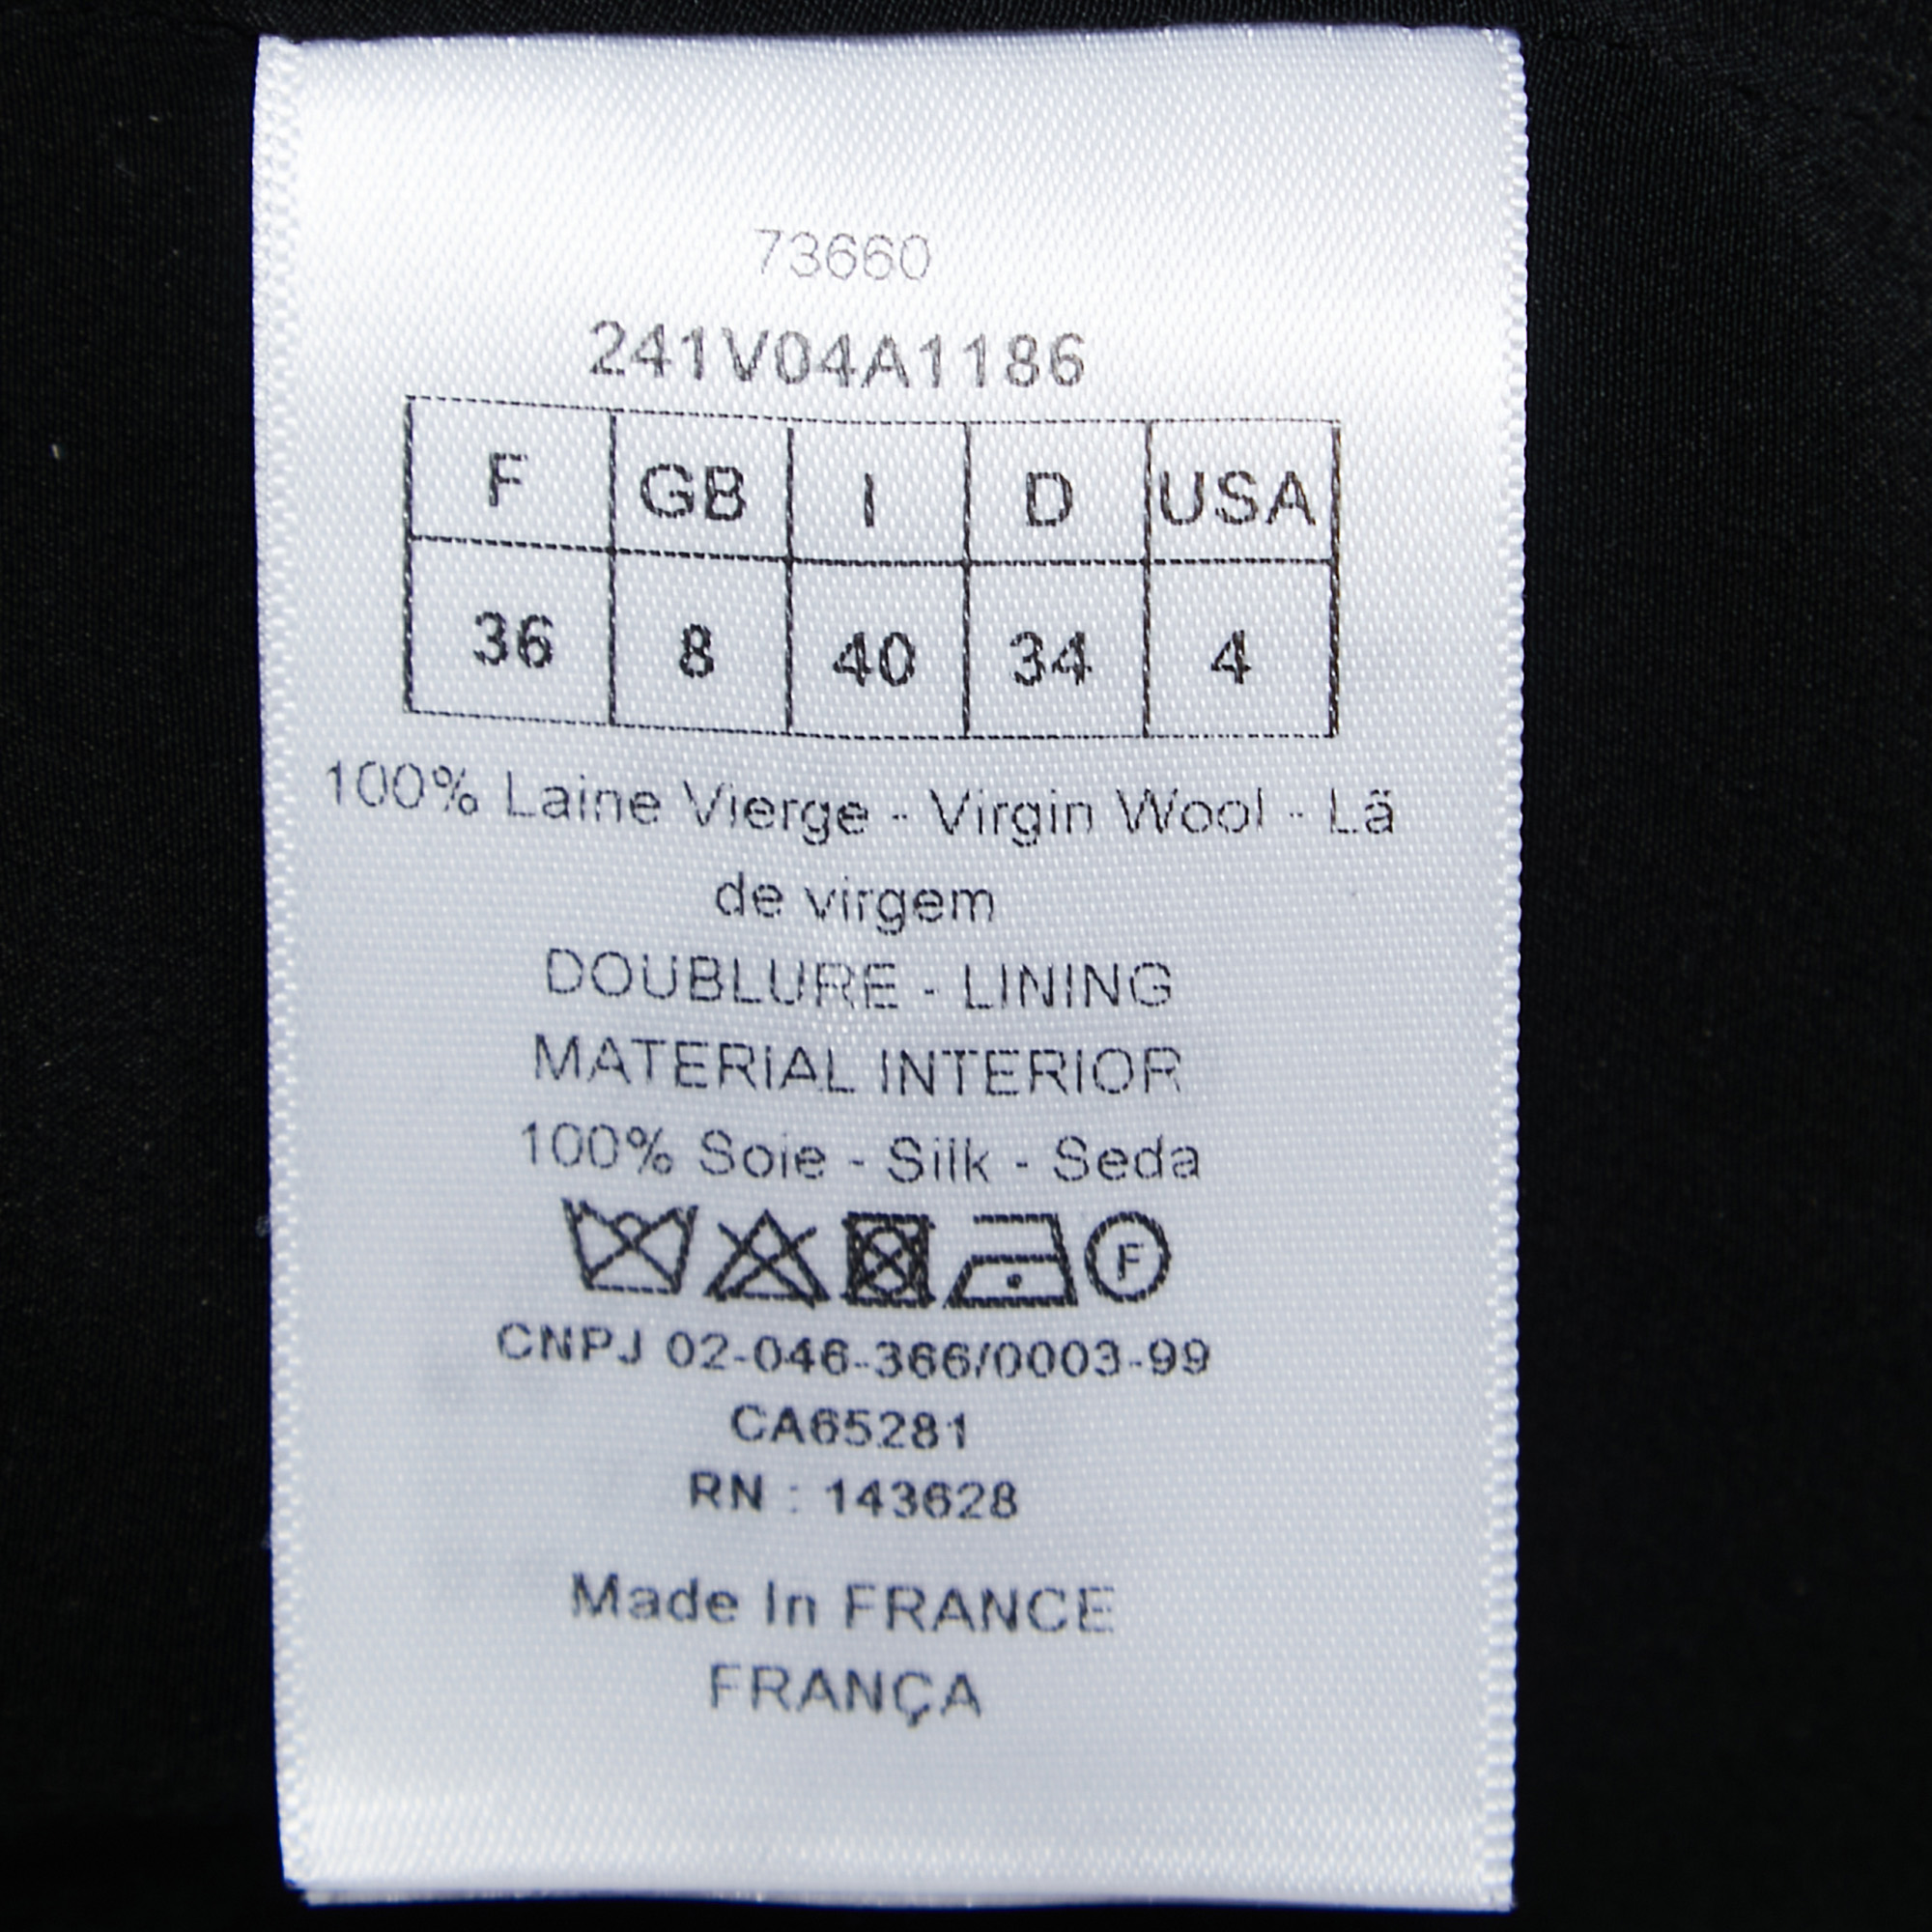 73660
241V04A1186
F GB I D USA
36 8 40 34 4
100% Laine Vierge - Virgin Wool - Lä
de virgem
DOUBLURE - LINING
MATERIAL INTERIOR
100% Soie - Silk - Seda
F
CNPJ 02-046-366/0003-99
CA65281
RN : 143628
Made In FRANCE
FRANÇA